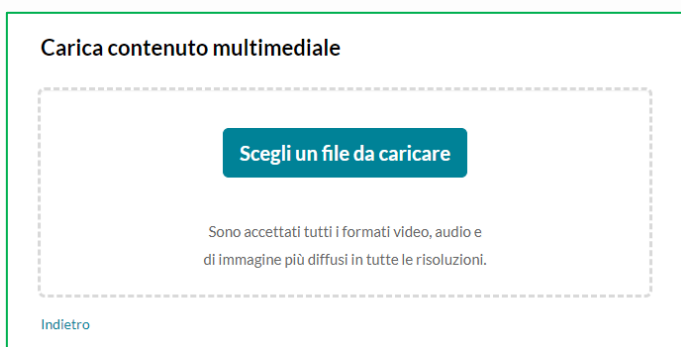 Carica contenuto multimediale
Scegli un file da caricare
Sono accettati tutti i formati video, audio e
di immagine più diffusi in tutte le risoluzioni.
Indietro